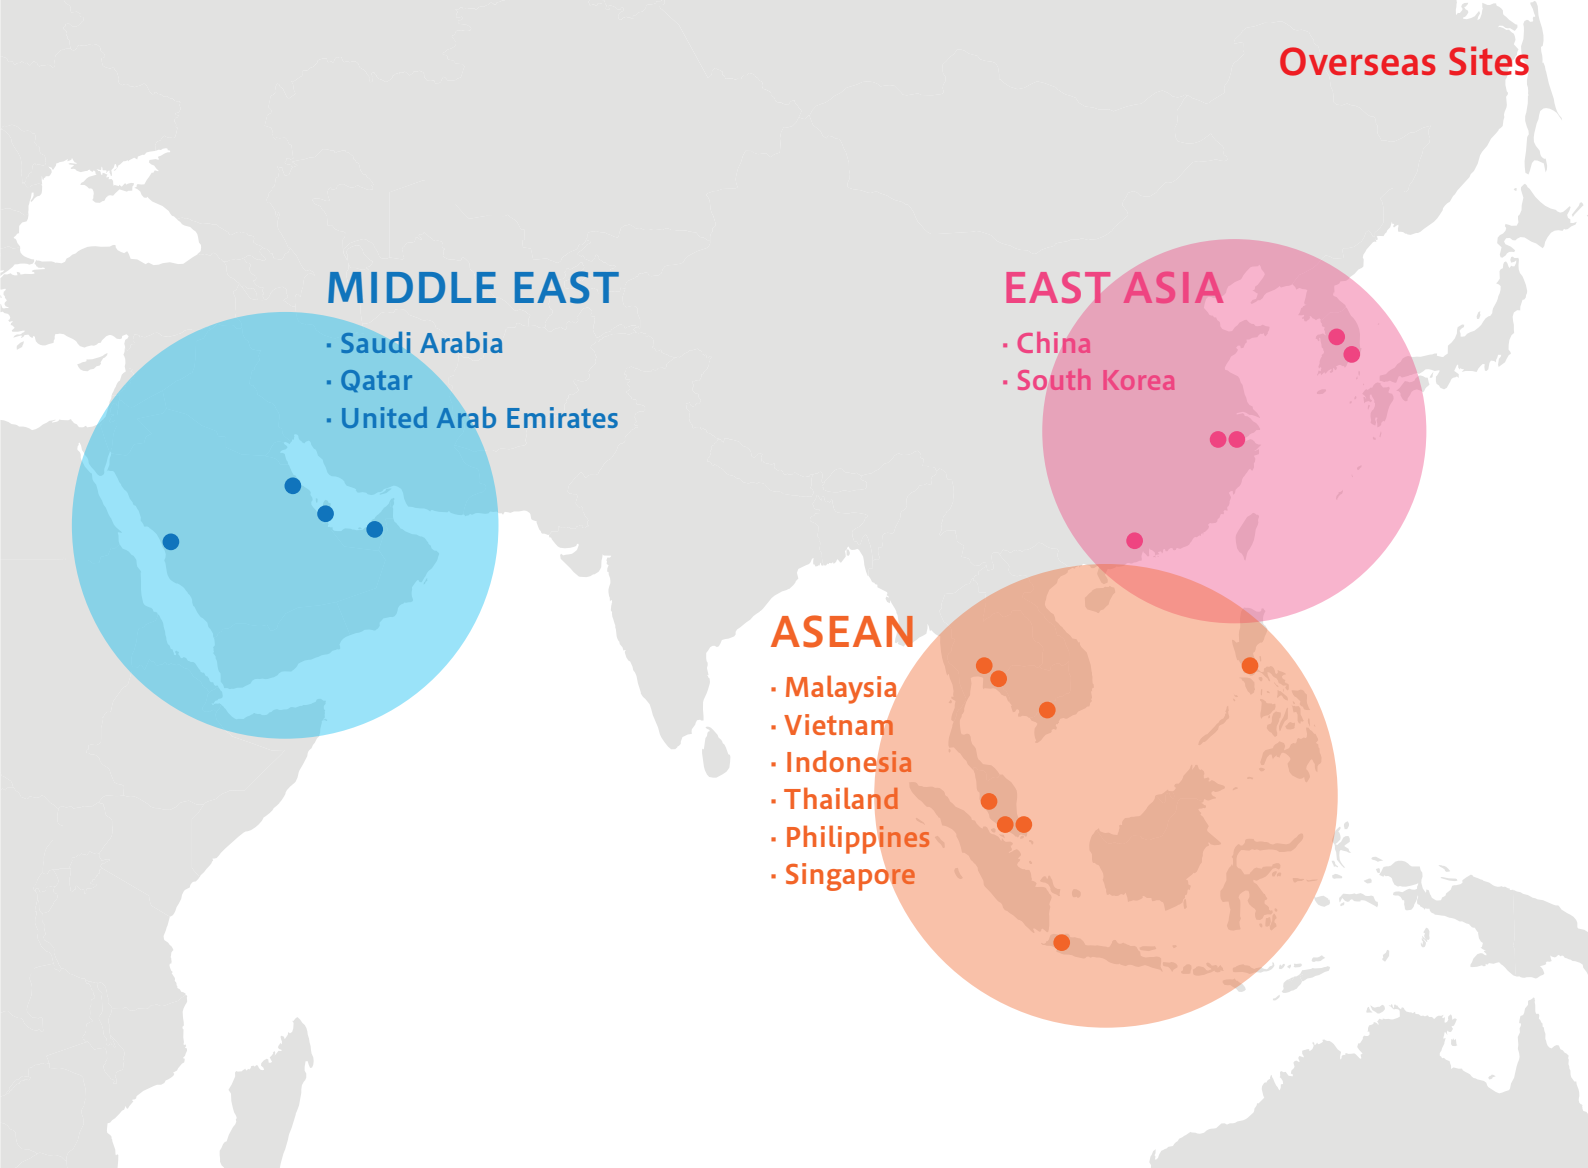 Overseas Sites
MIDDLE EAST
· Saudi Arabia
· Qatar
· United Arab Emirates
EAST ASIA
· China
· South Korea
ASEAN
· Malaysia
· Vietnam
· Indonesia
· Thailand
· Philippines
· Singapore